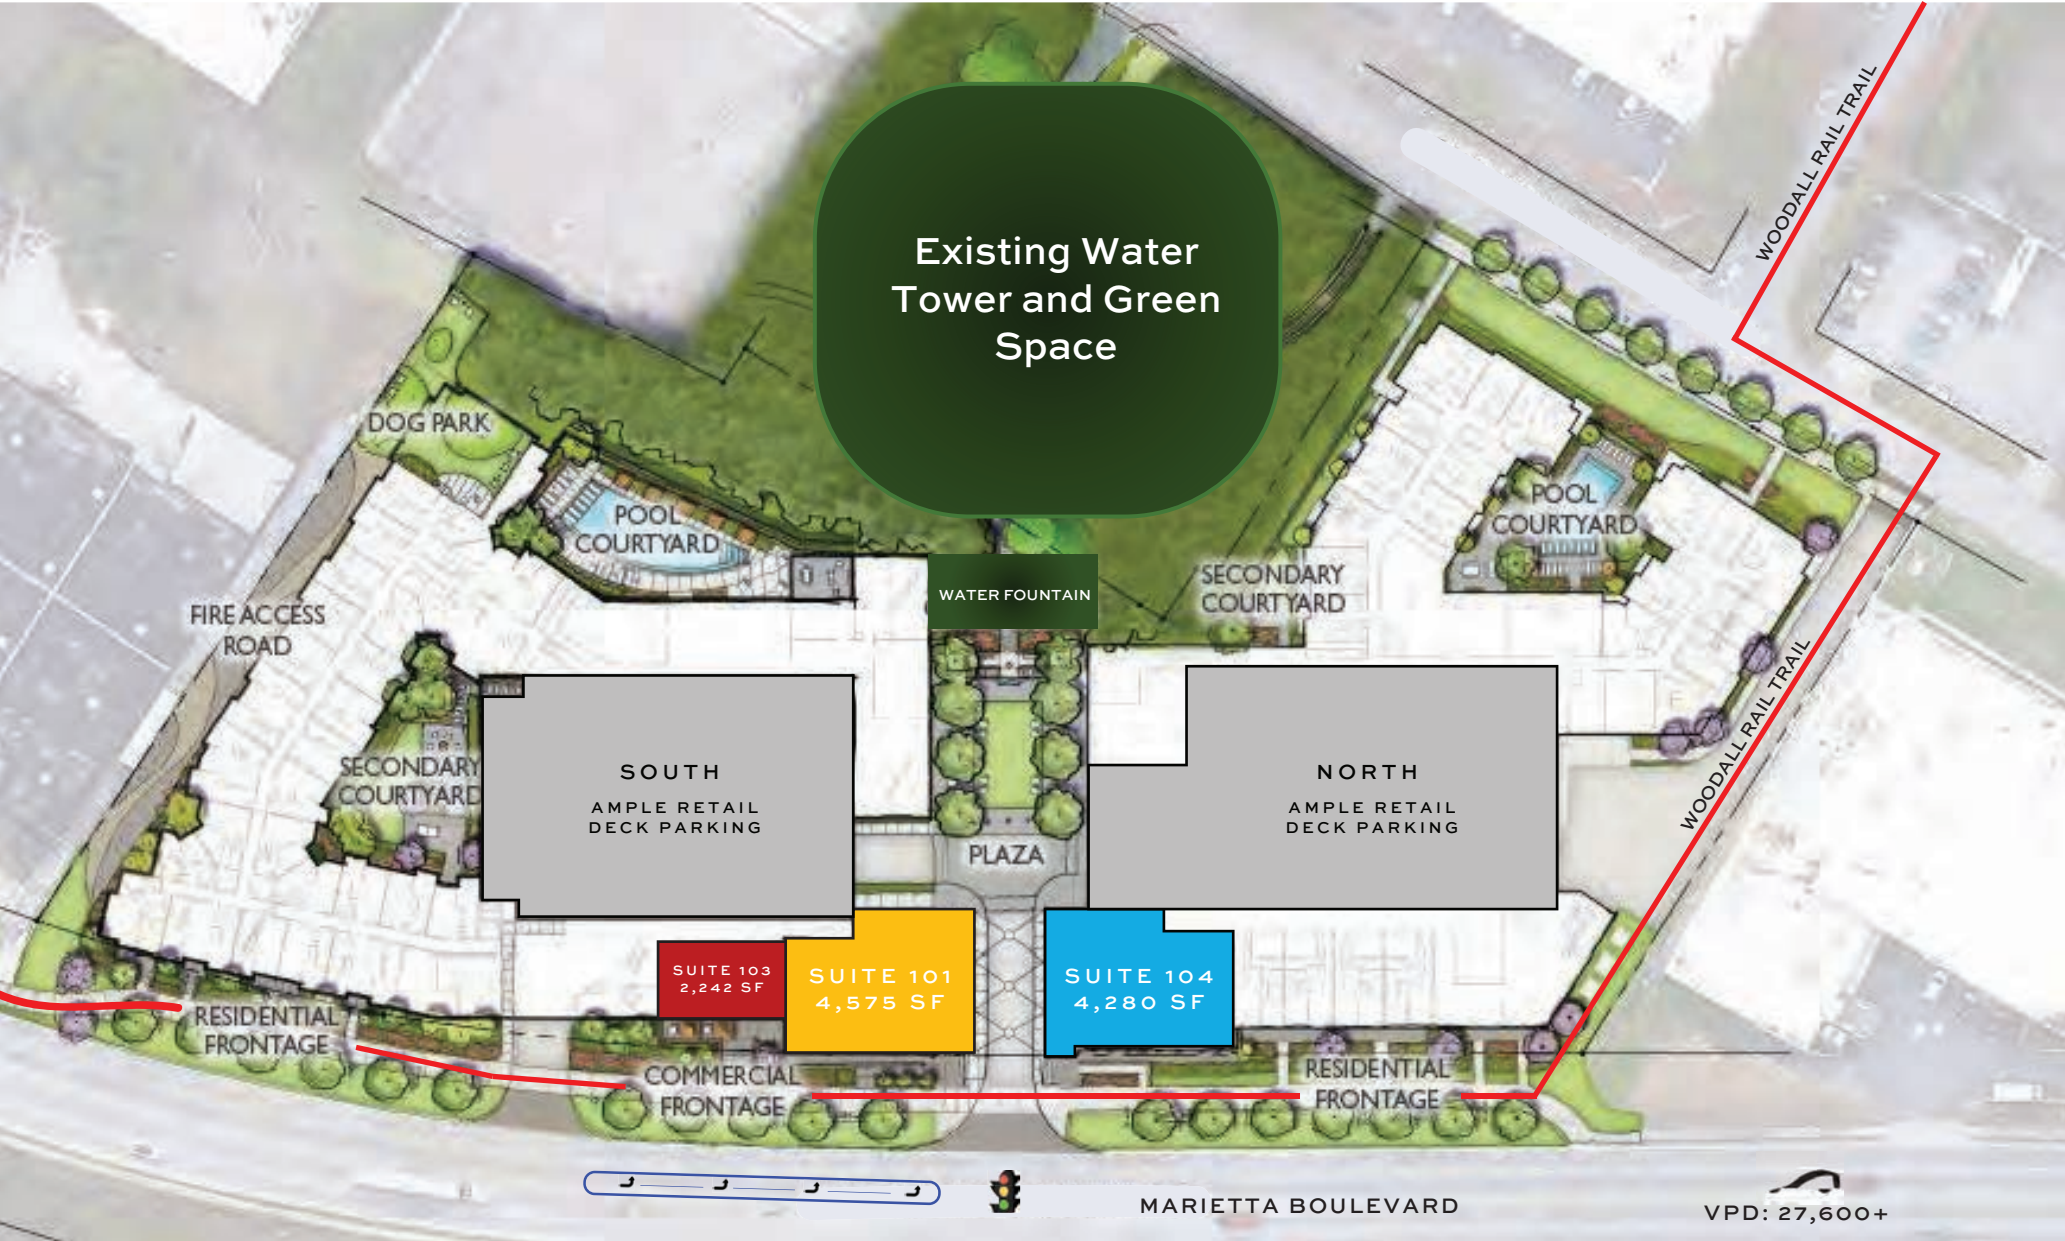 WOODALL RAIL TRAIL
Existing Water
Tower and Green
Space
DOG PARK
POOL
COURTYARD
POOL
COURTYARD
WATER FOUNTAIN
SECONDARY
COURTYARD
FIRE ACCESS
ROAD
WOODALL RAIL TRAIL
SECONDARY
COURTYARD
SOUTH
AMPLE RETAIL
DECK PARKING
NORTH
AMPLE RETAIL
DECK PARKING
PLAZA
SUITE 103
2,242 SF
SUITE 101
4,575 SF
SUITE 104
4,280 SF
RESIDENTIAL
FRONTAGE
COMMERCIAL
FRONTAGE
RESIDENTIAL
FRONTAGE
MARIETTA BOULEVARD
VPD: 27,600+